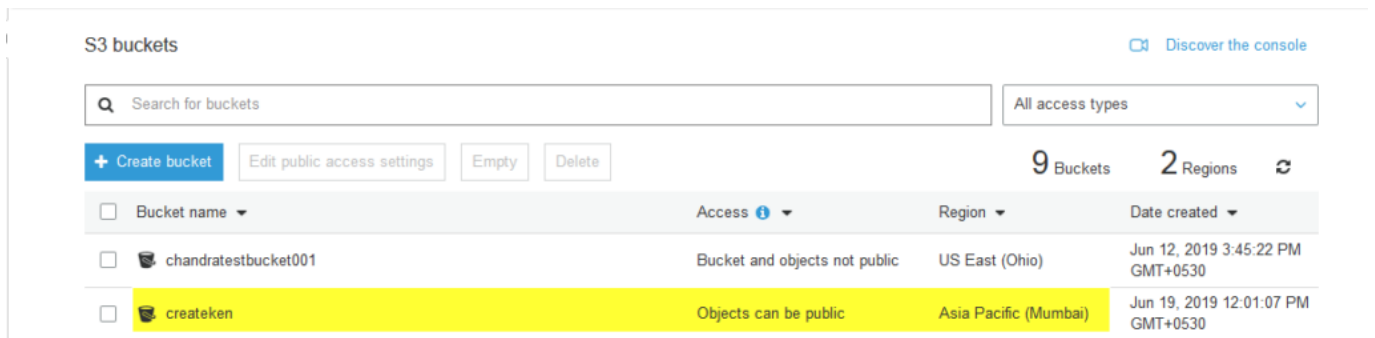 S3 buckets
Discover the console
Search for buckets
All access types
Create bucket
Edit public access settings
Empty
Delete
9 Buckets
2 Regions
Bucket name
Access
Region
Date created
chandratestbucket001
Bucket and objects not public
US East (Ohio)
Jun 12, 2019 3:45:22 PM
GMT+0530
createken
Objects can be public
Asia Pacific (Mumbai)
Jun 19, 2019 12:01:07 PM
GMT+0530